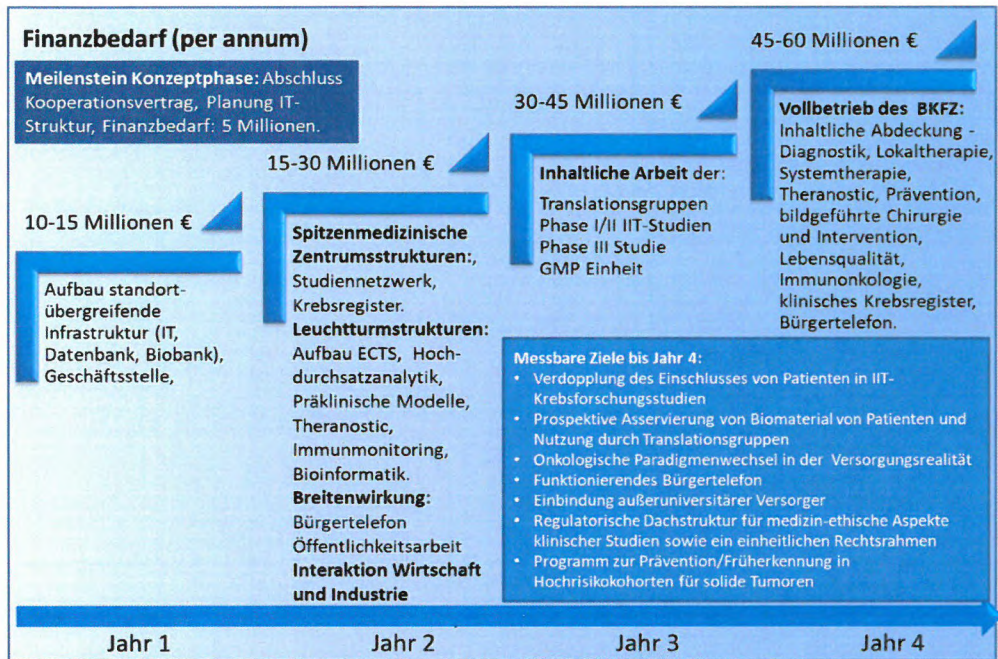 Finanzbedarf (per annum)
Meilenstein Konzeptphase: Abschluss
Kooperationsvertrag, Planung IT-
Struktur, Finanzbedarf: 5 Millionen.
10-15 Millionen €
Aufbau standort-
übergreifende
Infrastruktur (IT,
Datenbank, Biobank),
Geschäftsstelle,
15-30 Millionen €
Spitzenmedizinische
Zentrumsstrukturen:,
Studiennetzwerk,
Krebsregister.
Leuchtturmstrukturen:
Aufbau ECTS, Hoch-
durchsatzanalytik,
Präklinische Modelle,
Theranostic,
Immunmonitoring,
Bioinformatik.
Breitenwirkung:
Bürgertelefon
Öffentlichkeitsarbeit
Interaktion Wirtschaft
und Industrie
30-45 Millionen €
Inhaltliche Arbeit der:
Translationsgruppen
Phase I/II IIT-Studien
Phase III Studie
GMP Einheit
45-60 Millionen €
Vollbetrieb des BKFZ:
Inhaltliche Abdeckung -
Diagnostik, Lokaltherapie,
Systemtherapie,
Theranostic, Prävention,
bildgeführte Chirurgie
und Intervention,
Lebensqualität,
Immunonkologie,
klinisches Krebsregister,
Bürgertelefon.
Messbare Ziele bis Jahr 4:
• Verdopplung des Einschlusses von Patienten in IIT-
Krebsforschungsstudien
• Prospektive Asservierung von Biomaterial von Patienten und
Nutzung durch Translationsgruppen
• Onkologische Paradigmenwechsel in der Versorgungsrealität
• Funktionierendes Bürgertelefon
• Einbindung außeruniversitärer Versorger
• Regulatorische Dachstruktur für medizin-ethische Aspekte
klinischer Studien sowie ein einheitlichen Rechtsrahmen
• Programm zur Prävention/Früherkennung in
Hochrisikokohorten für solide Tumoren
Jahr 1
Jahr 2
Jahr 3
Jahr 4